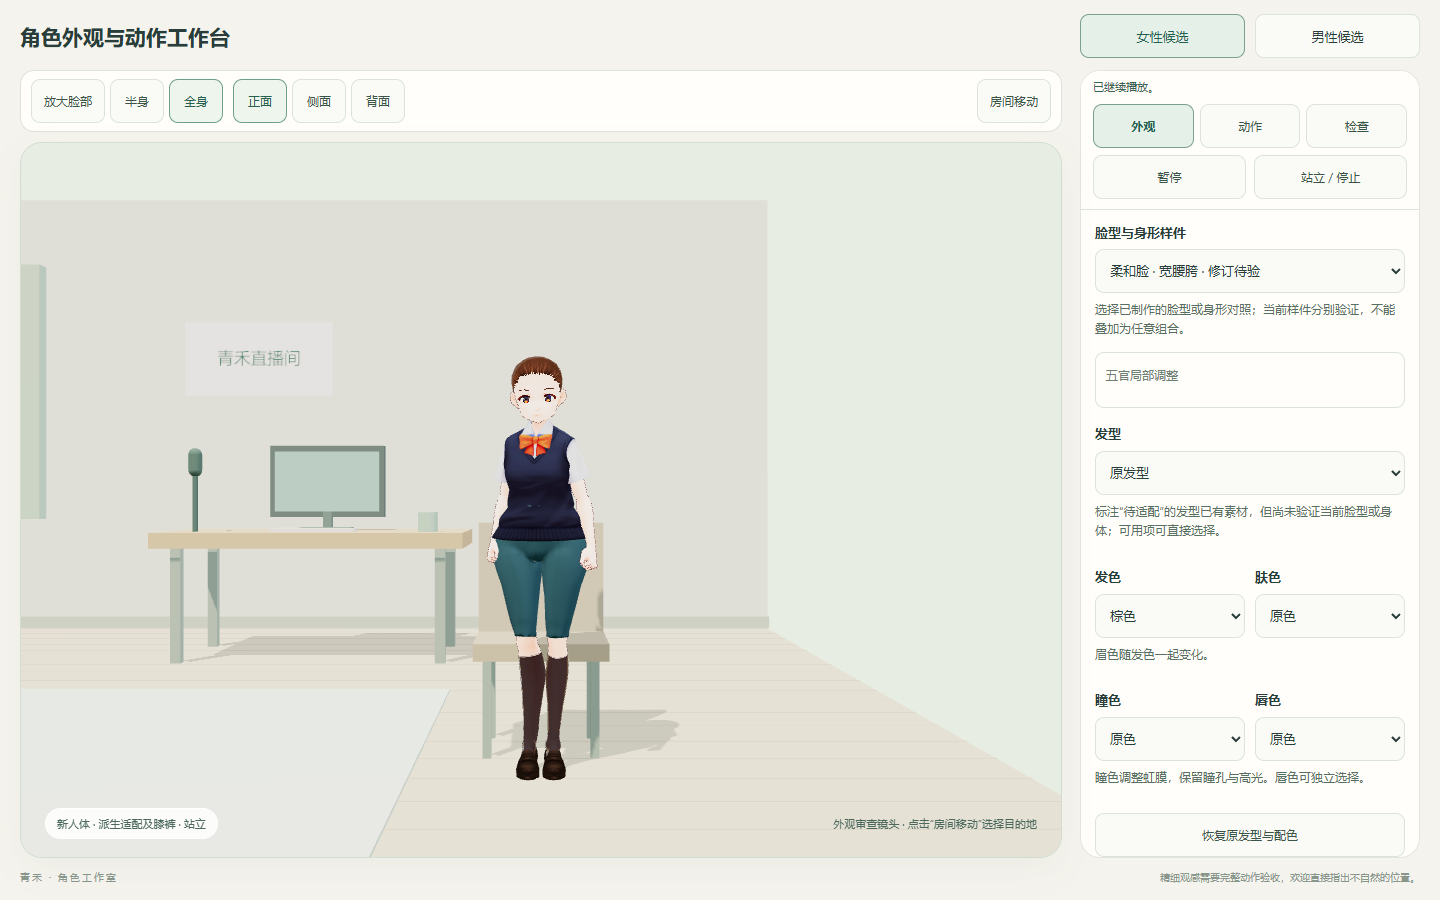 角色外观与动作工作台
女性候选
男性候选
放大脸部
半身
全身
正面
侧面
背面
房间移动
已继续播放。
外观
动作
检查
暂停
站立 / 停止
脸型与身形样件
柔和脸 · 宽腰胯 · 修订待验
选择已制作的脸型或身形对照；当前样件分别验证，不能
叠加为任意组合。
五官局部调整
发型
原发型
标注“待适配”的发型已有素材，但尚未验证当前脸型或身
体；可用项可直接选择。
发色
肤色
棕色
原色
眉色随发色一起变化。
瞳色
唇色
原色
原色
瞳色调整虹膜，保留瞳孔与高光。唇色可独立选择。
恢复原发型与配色
青禾直播间
新人体 · 派生适配及膝裤 · 站立
外观审查镜头 · 点击“房间移动”选择目的地
青禾 · 角色工作室
精细观感需要完整动作验收，欢迎直接指出不自然的位置。